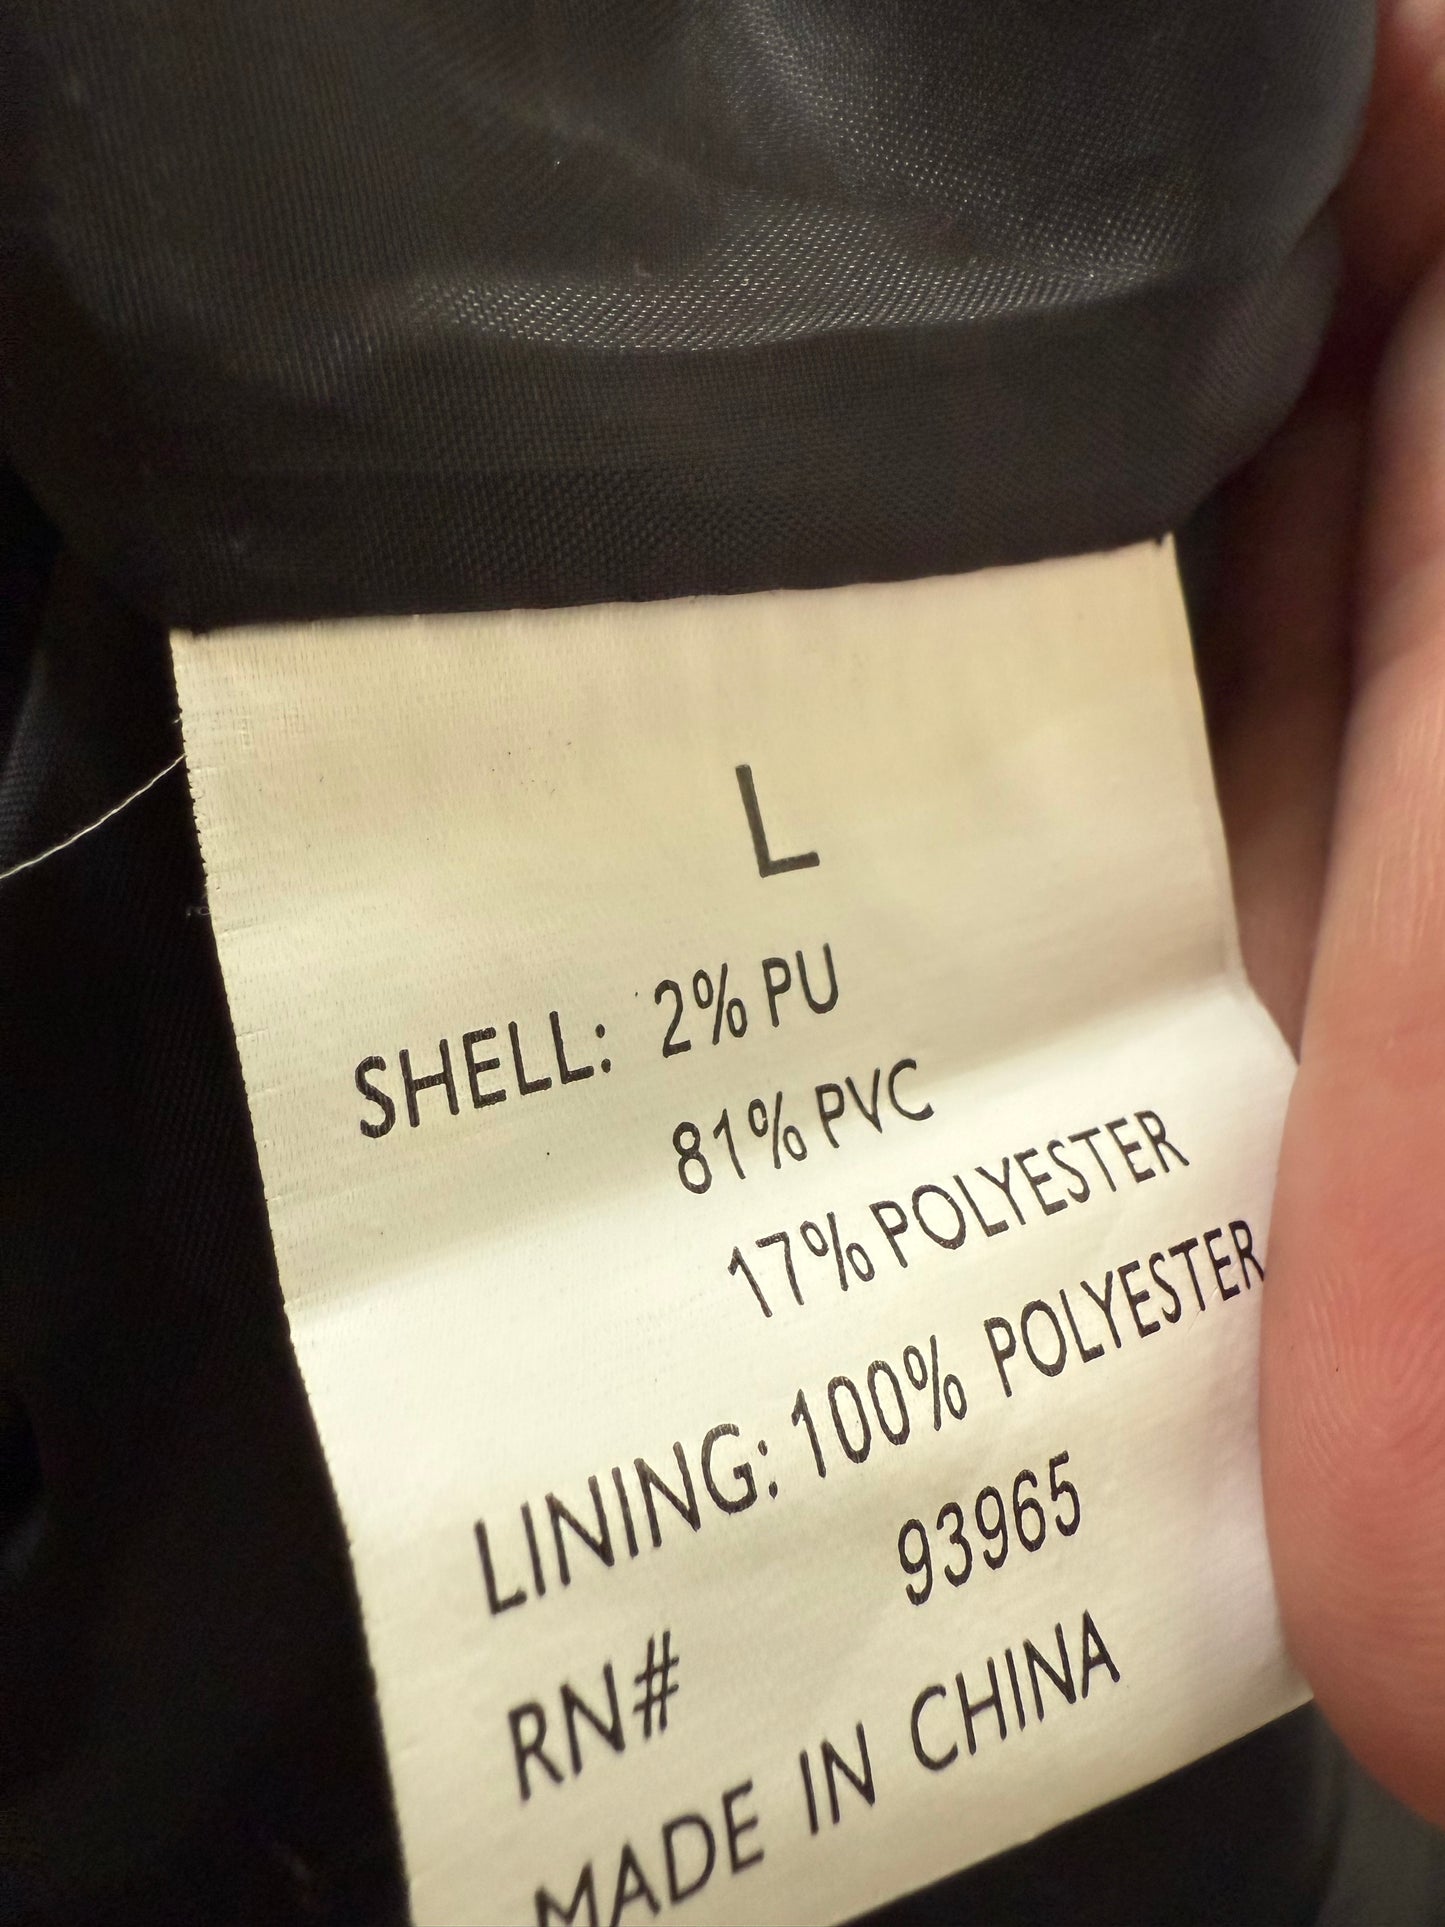 L
SHELL: 2% PU
81% PVC
17% POLYESTER
LINING: 100% POLYESTER
RN# 93965
MADE IN CHINA